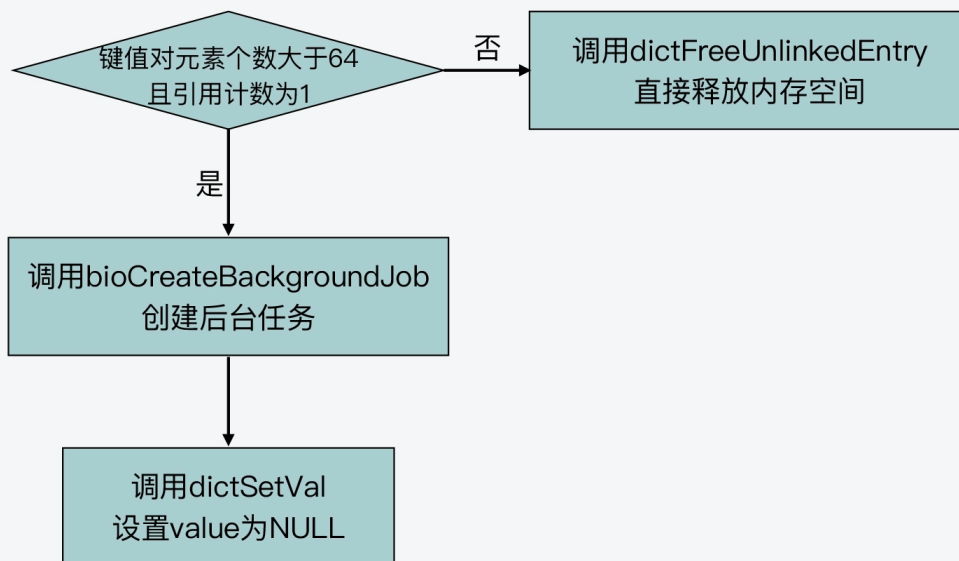 键值对元素个数大于64
且引用计数为1
否
调用dictFreeUnlinkedEntry
直接释放内存空间
是
调用bioCreateBackgroundJob
创建后台任务
调用dictSetVal
设置value为NULL